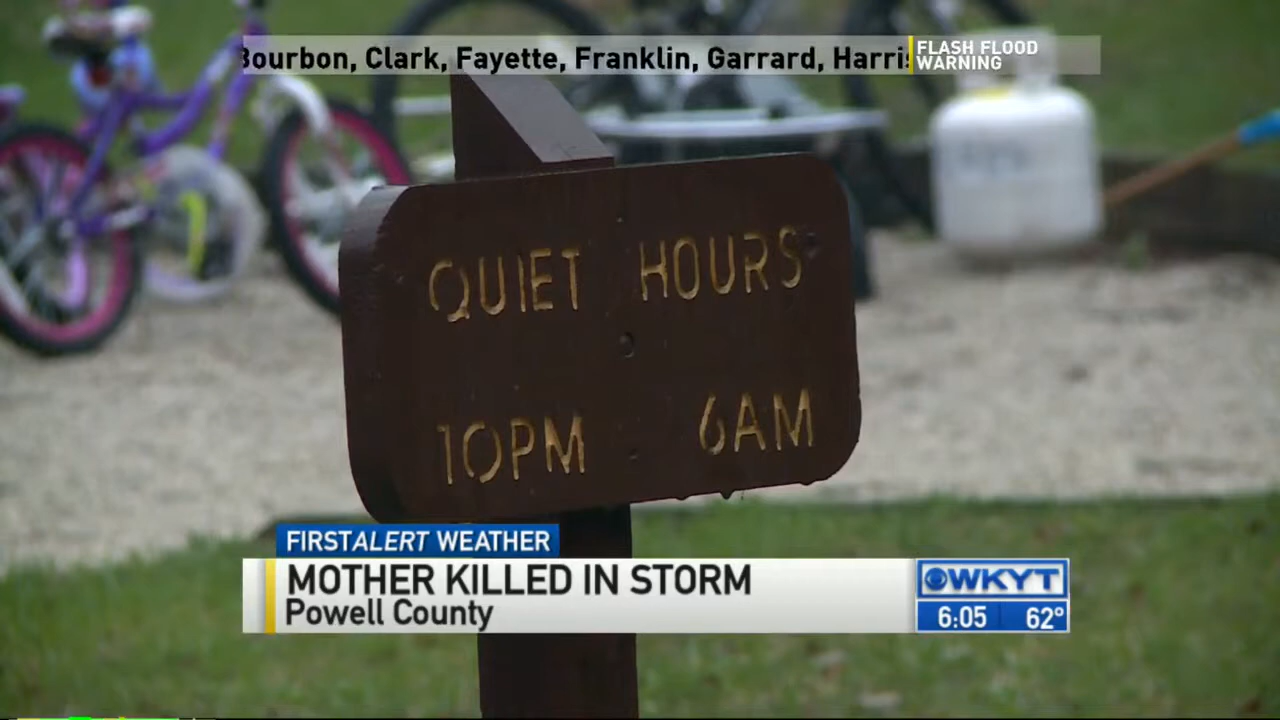 Bourbon, Clark, Fayette, Franklin, Garrard, Harris
FLASH FLOOD
WARNING
QUIET HOURS
10PM 6AM
FIRSTALERT WEATHER
MOTHER KILLED IN STORM
Powell County
WKYT
6:05 62°